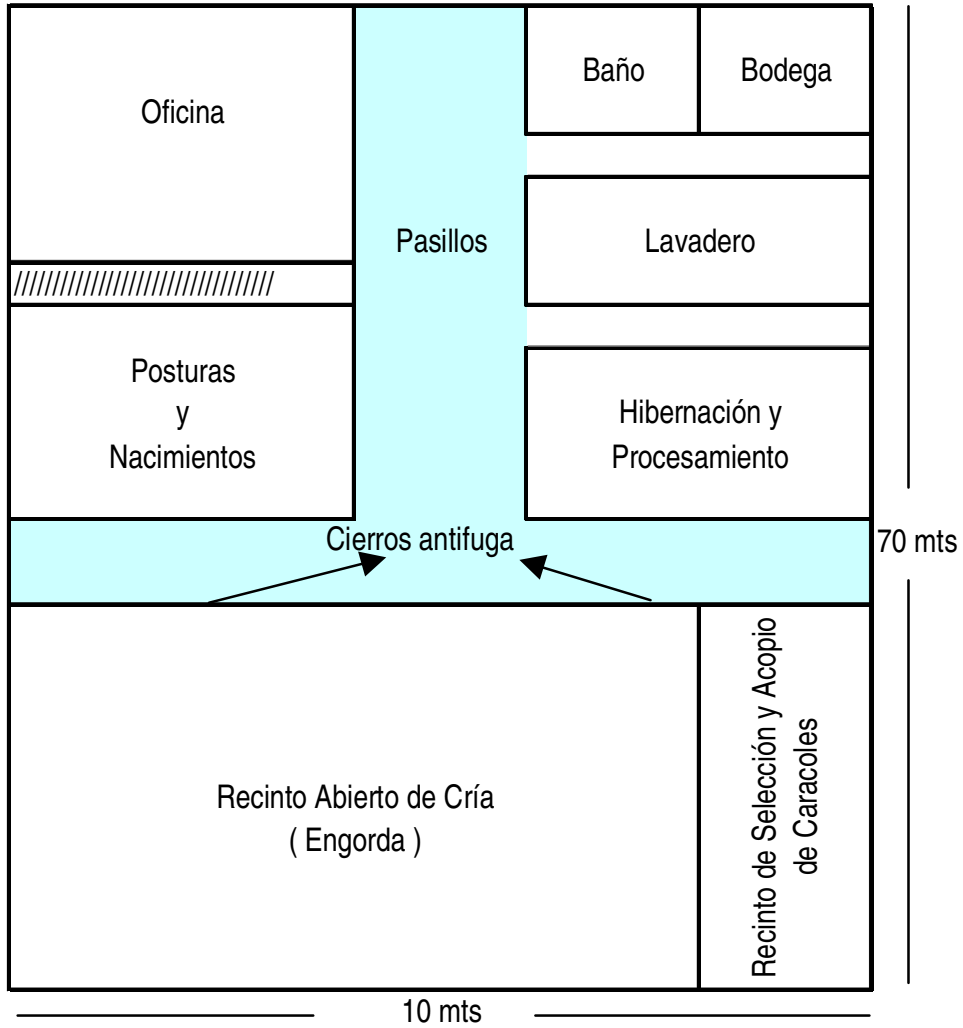 Oficina
Baño
Bodega
Pasillos
Lavadero
/////////////////////////////////
Posturas
y
Nacimientos
Hibernación y
Procesamiento
Cierros antifuga
70 mts
Recinto Abierto de Cría
( Engorda )
Recinto de Selección y Acopio
de Caracoles
10 mts